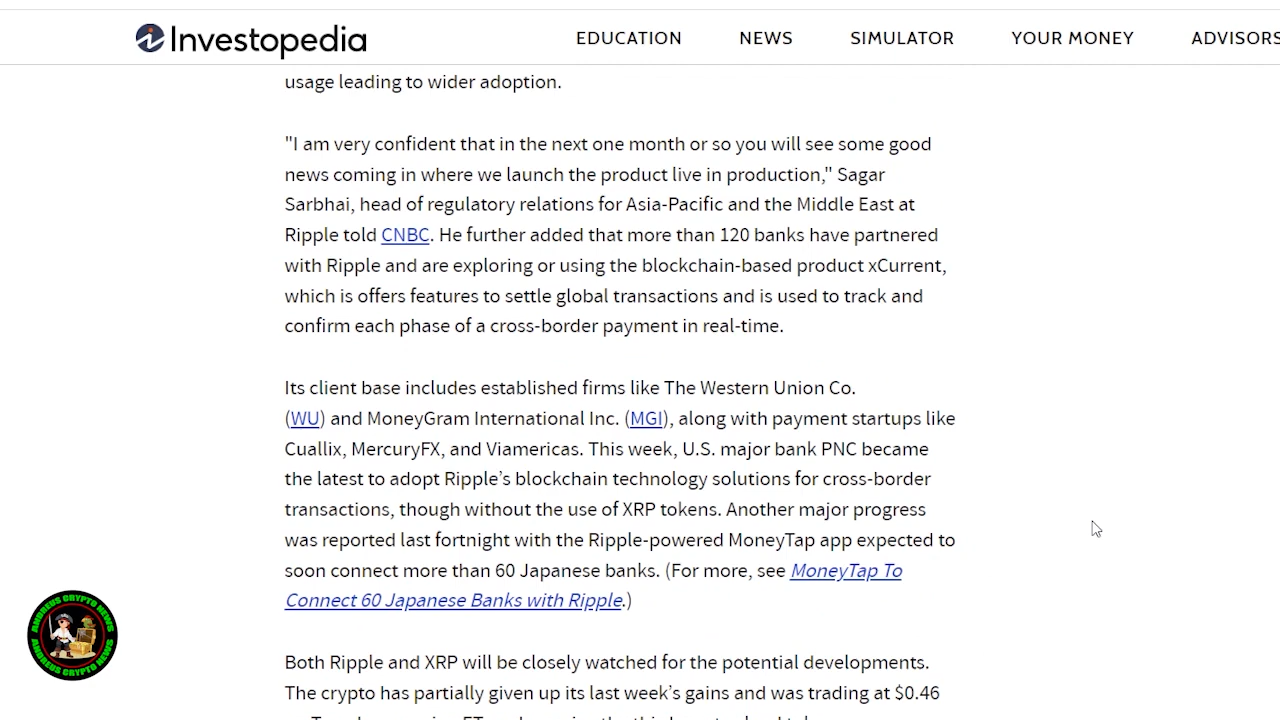 Investopedia
EDUCATION NEWS SIMULATOR YOUR MONEY ADVISORS
usage leading to wider adoption.
"I am very confident that in the next one month or so you will see some good
news coming in where we launch the product live in production," Sagar
Sarbhai, head of regulatory relations for Asia-Pacific and the Middle East at
Ripple told CNBC. He further added that more than 120 banks have partnered
with Ripple and are exploring or using the blockchain-based product xCurrent,
which is offers features to settle global transactions and is used to track and
confirm each phase of a cross-border payment in real-time.
Its client base includes established firms like The Western Union Co.
(WU) and MoneyGram International Inc. (MGI), along with payment startups like
Cuallix, MercuryFX, and Viamericas. This week, U.S. major bank PNC became
the latest to adopt Ripple’s blockchain technology solutions for cross-border
transactions, though without the use of XRP tokens. Another major progress
was reported last fortnight with the Ripple-powered MoneyTap app expected to
soon connect more than 60 Japanese banks. (For more, see MoneyTap To
Connect 60 Japanese Banks with Ripple.)
ANDREUS CRYPTO NEWS
ANDREUS CRYPTO NEWS
Both Ripple and XRP will be closely watched for the potential developments.
The crypto has partially given up its last week’s gains and was trading at $0.46